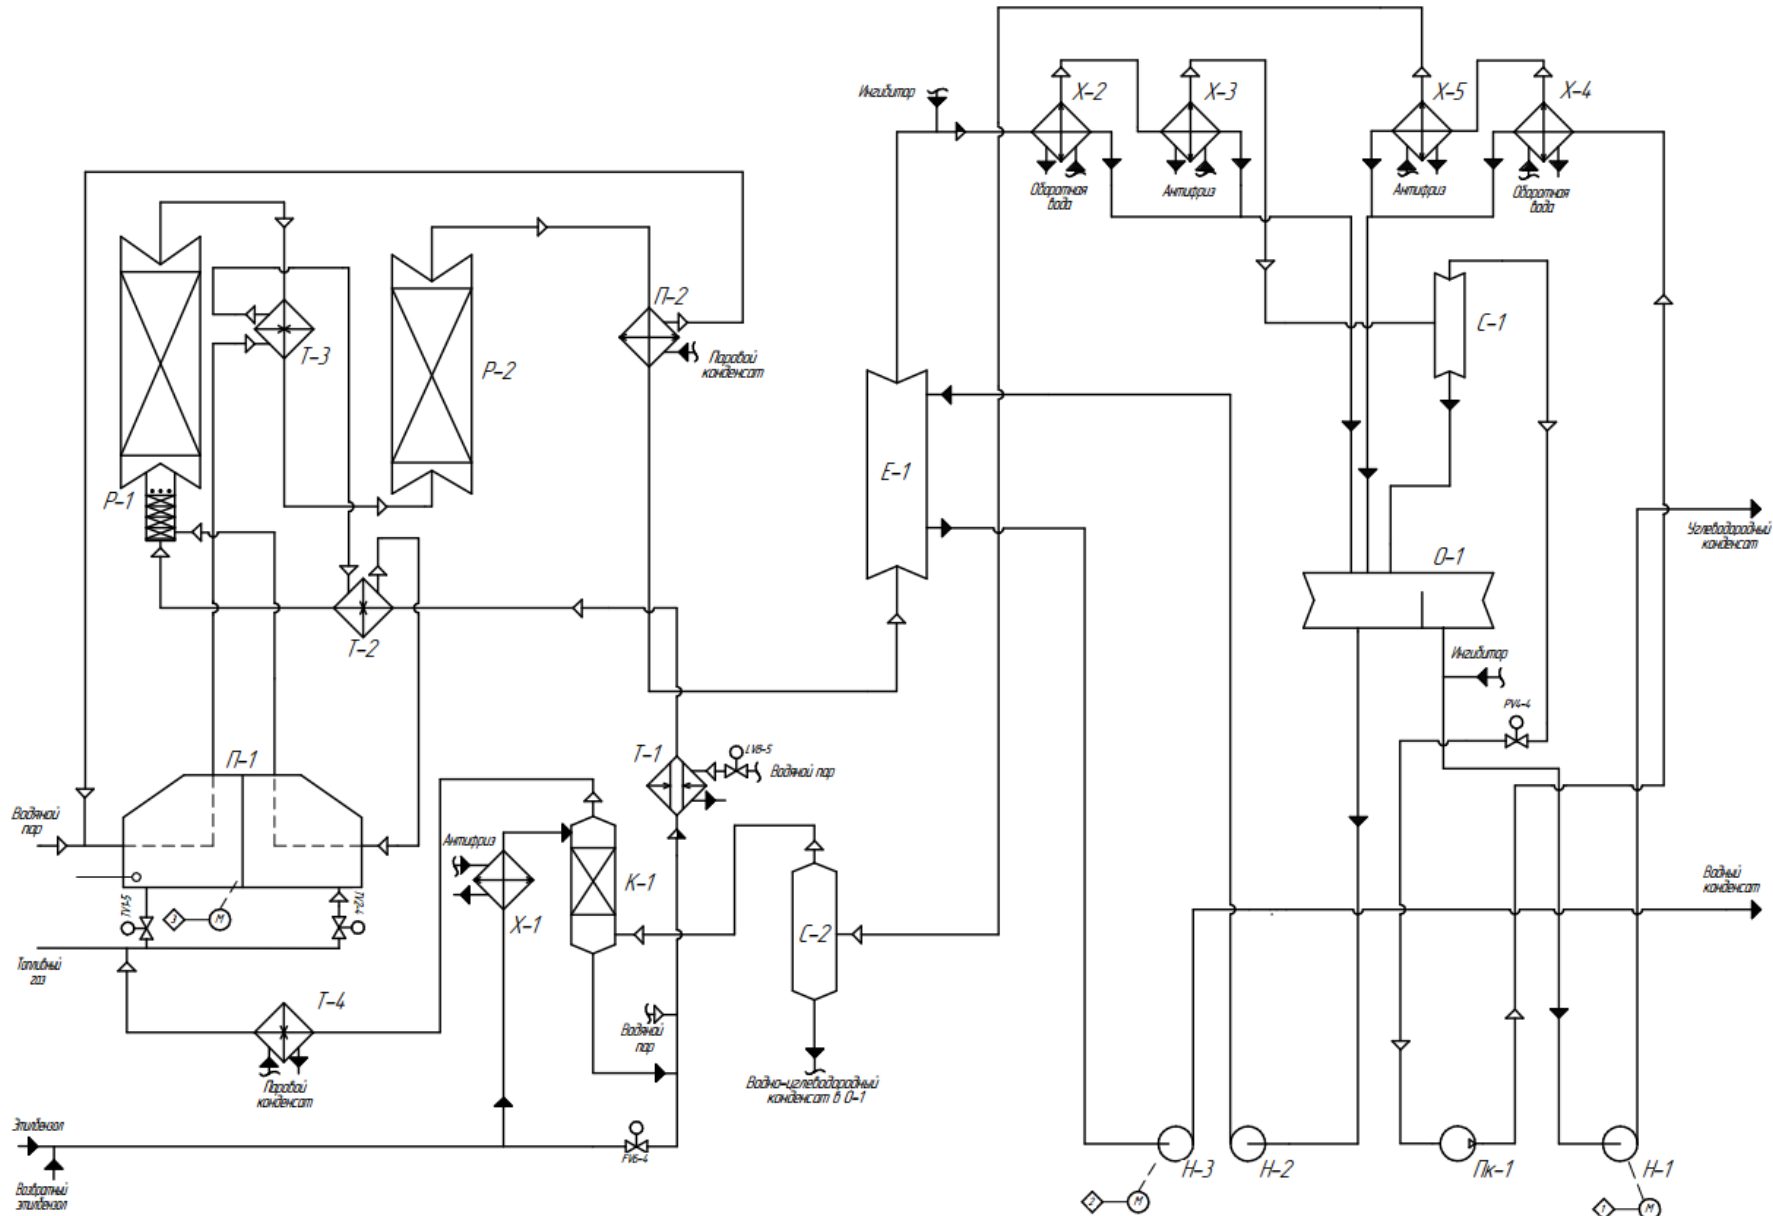 Ингибитор
Х-2
Х-3
Х-5
Х-4
Оборотная
вода
Антифриз
Антифриз
Оборотная
вода
П-2
Паровой
конденсат
Т-3
Р-2
С-1
Е-1
Р-1
Углеводородный
конденсат
О-1
Т-2
Ингибитор
PV4-4
П-1
Т-1
LV8-5
Водяной пар
Водяной
пар
Антифриз
К-1
Водный
конденсат
TV1-5
3
М
TV2-4
Х-1
С-2
Топливный
газ
Т-4
Водяной
пар
Паровой
конденсат
Водно-углеводородный
конденсат в О-1
Этилбензол
FV6-4
Н-3
Н-2
Пк-1
Н-1
Возвратный
этилбензол
2
М
1
М